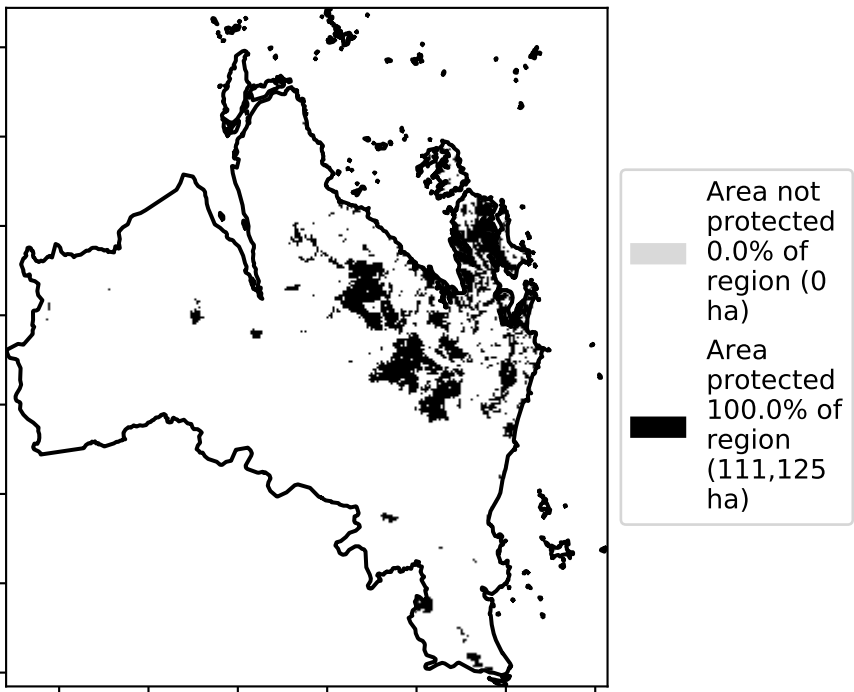 Area not
protected
0.0% of
region (0
ha)
Area
protected
100.0% of
region
(111,125
ha)